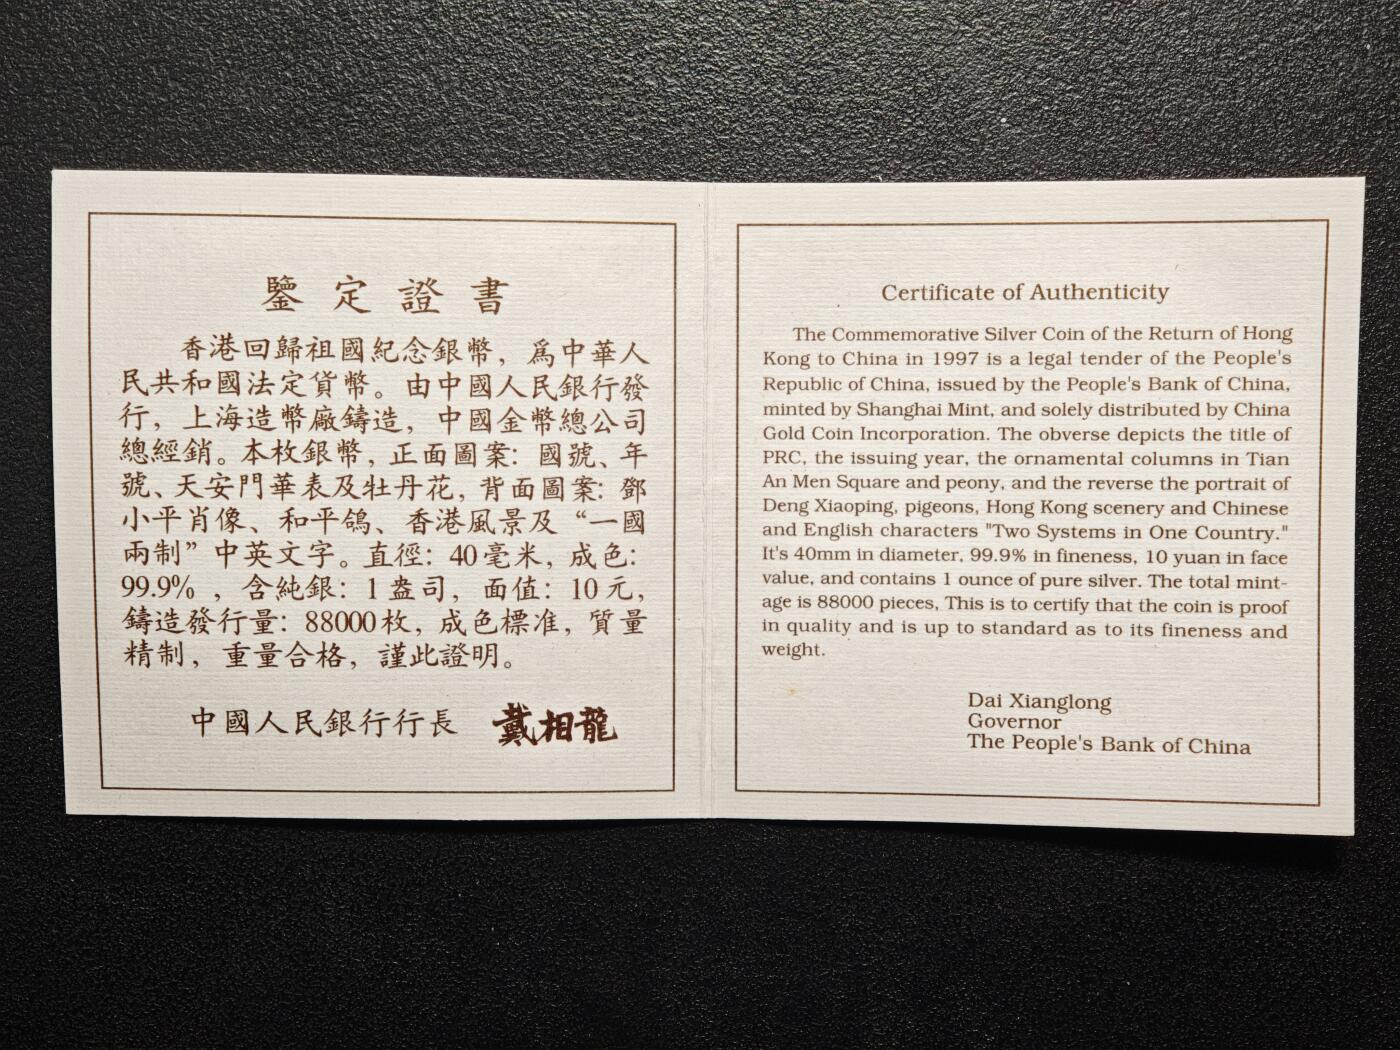 鑒定證書
香港回歸祖國紀念銀幣，爲中華人
民共和國法定貨幣。由中國人民銀行發
行，上海造幣廠鑄造，中國金幣總公司
總經銷。本枚銀幣，正面圖案：國號、年
號、天安門華表及牡丹花，背面圖案：鄧
小平肖像、和平鴿、香港風景及“一國
兩制”中英文字。直徑：40毫米，成色：
99.9%，含純銀：1盎司，面值：10元，
鑄造發行量：88000枚，成色標准，質量
精制，重量合格，謹此證明。
中國人民銀行行長 戴相龍
Certificate of Authenticity
The Commemorative Silver Coin of the Return of Hong
Kong to China in 1997 is a legal tender of the People's
Republic of China, issued by the People's Bank of China,
minted by Shanghai Mint, and solely distributed by China
Gold Coin Incorporation. The obverse depicts the title of
PRC, the issuing year, the ornamental columns in Tian
An Men Square and peony, and the reverse the portrait of
Deng Xiaoping, pigeons, Hong Kong scenery and Chinese
and English characters "Two Systems in One Country."
It's 40mm in diameter, 99.9% in fineness, 10 yuan in face
value, and contains 1 ounce of pure silver. The total mint-
age is 88000 pieces, This is to certify that the coin is proof
in quality and is up to standard as to its fineness and
weight.
Dai Xianglong
Governor
The People's Bank of China